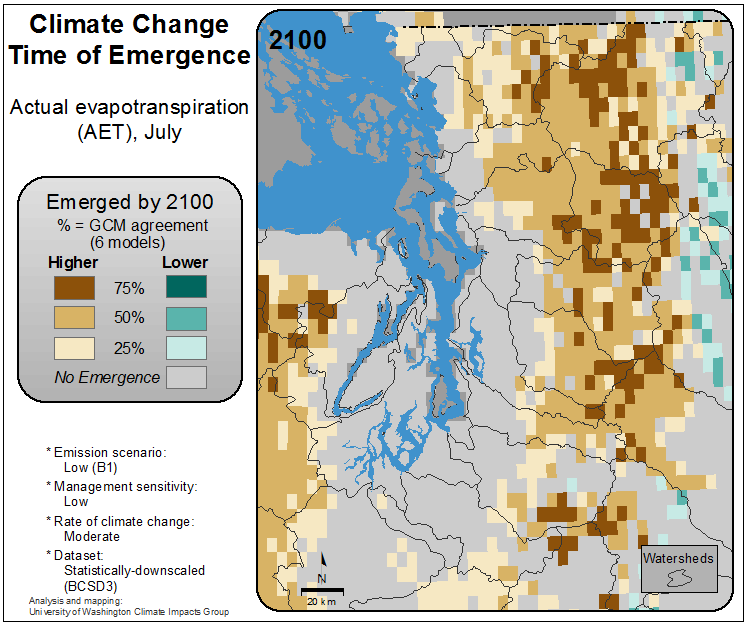 Climate Change
Time of Emergence
Actual evapotranspiration
(AET), July
Emerged by 2100
% = GCM agreement
(6 models)
Higher Lower
75%
50%
25%
No Emergence
* Emission scenario:
Low (B1)
* Management sensitivity:
Low
* Rate of climate change:
Moderate
* Dataset:
Statistically-downscaled
(BCSD3)
Analysis and mapping:
University of Washington Climate Impacts Group
2100
N
20 km
Watersheds